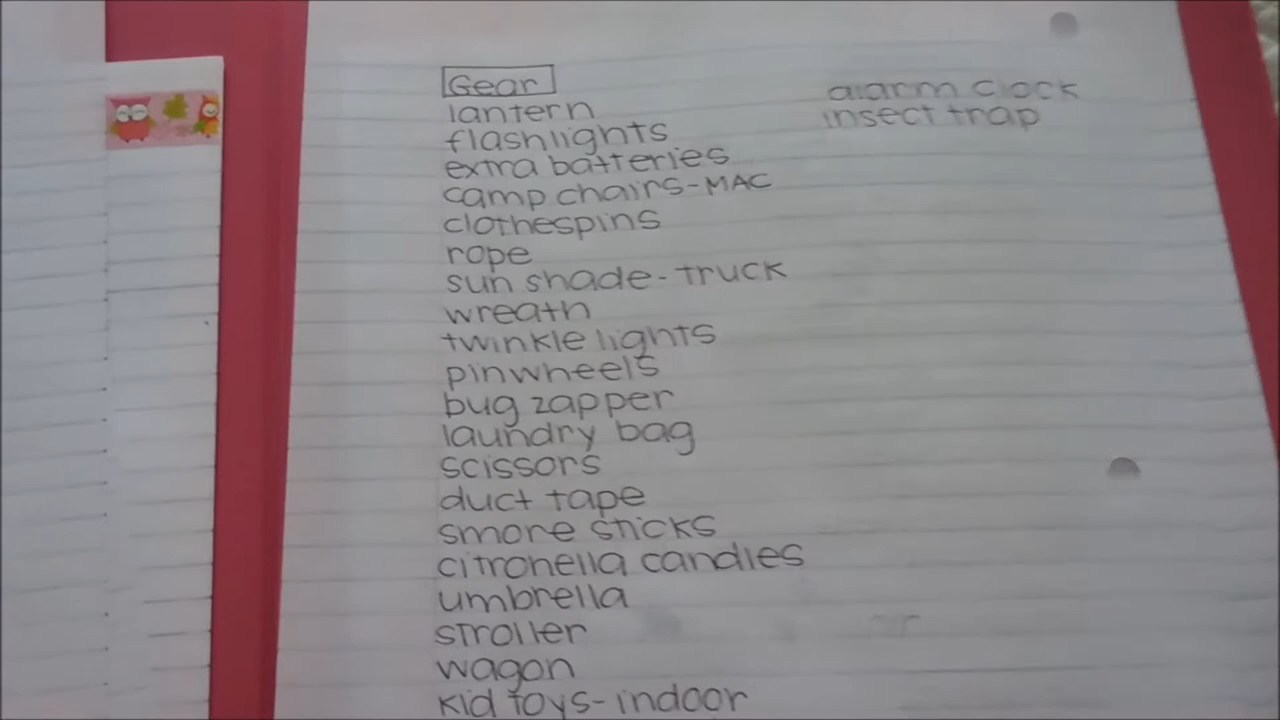 Gear
lantern
flashlights
extra batteries
camp chairs-MAC
clothespins
rope
sun shade-truck
wreath
twinkle lights
pinwheels
bug zapper
laundry bag
scissors
duct tape
smore sticks
citronella candles
umbrella
stroller
wagon
kid toys-indoor
alarm clock
insect trap